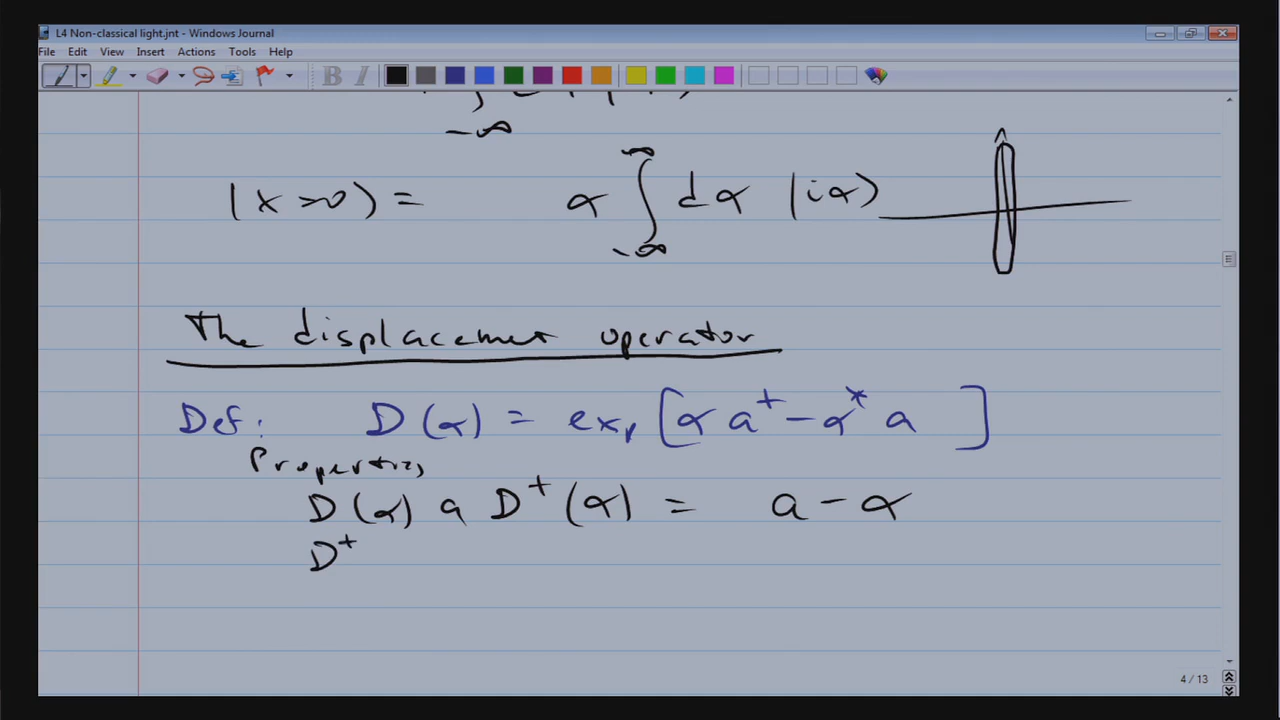 L4 Non-classical light.jnt - Windows Journal
File Edit View Insert Actions Tools Help
B I
-∞
|x=0) = α ∫_{-∞}^{∞} dα |iα)
The displacement operator
Def: D(α) = exp[αa^+ - α^* a]
Properties
D(α) a D^+(α) = a - α
D^+
4 / 13